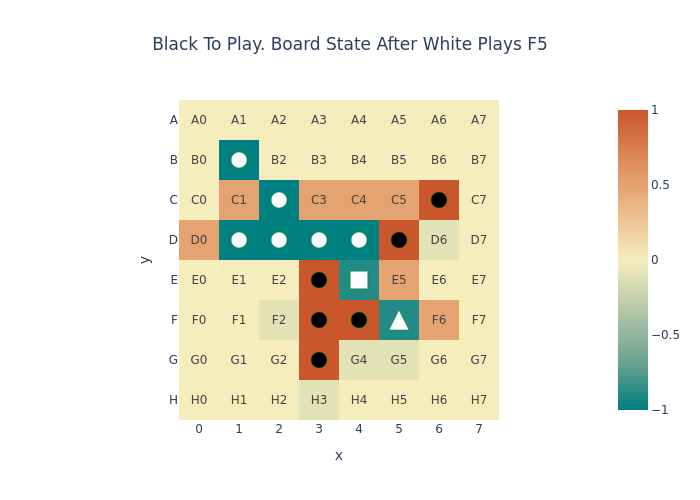 Black To Play. Board State After White Plays F5
A A0 A1 A2 A3 A4 A5 A6 A7
B B0 B2 B3 B4 B5 B6 B7
C C0 C1 C3 C4 C5 C7
D D0 D6 D7
E E0 E1 E2 E5 E6 E7
F F0 F1 F2 F6 F7
G G0 G1 G2 G4 G5 G6 G7
H H0 H1 H2 H3 H4 H5 H6 H7
0 1 2 3 4 5 6 7
x
y
1
0.5
0
−0.5
−1